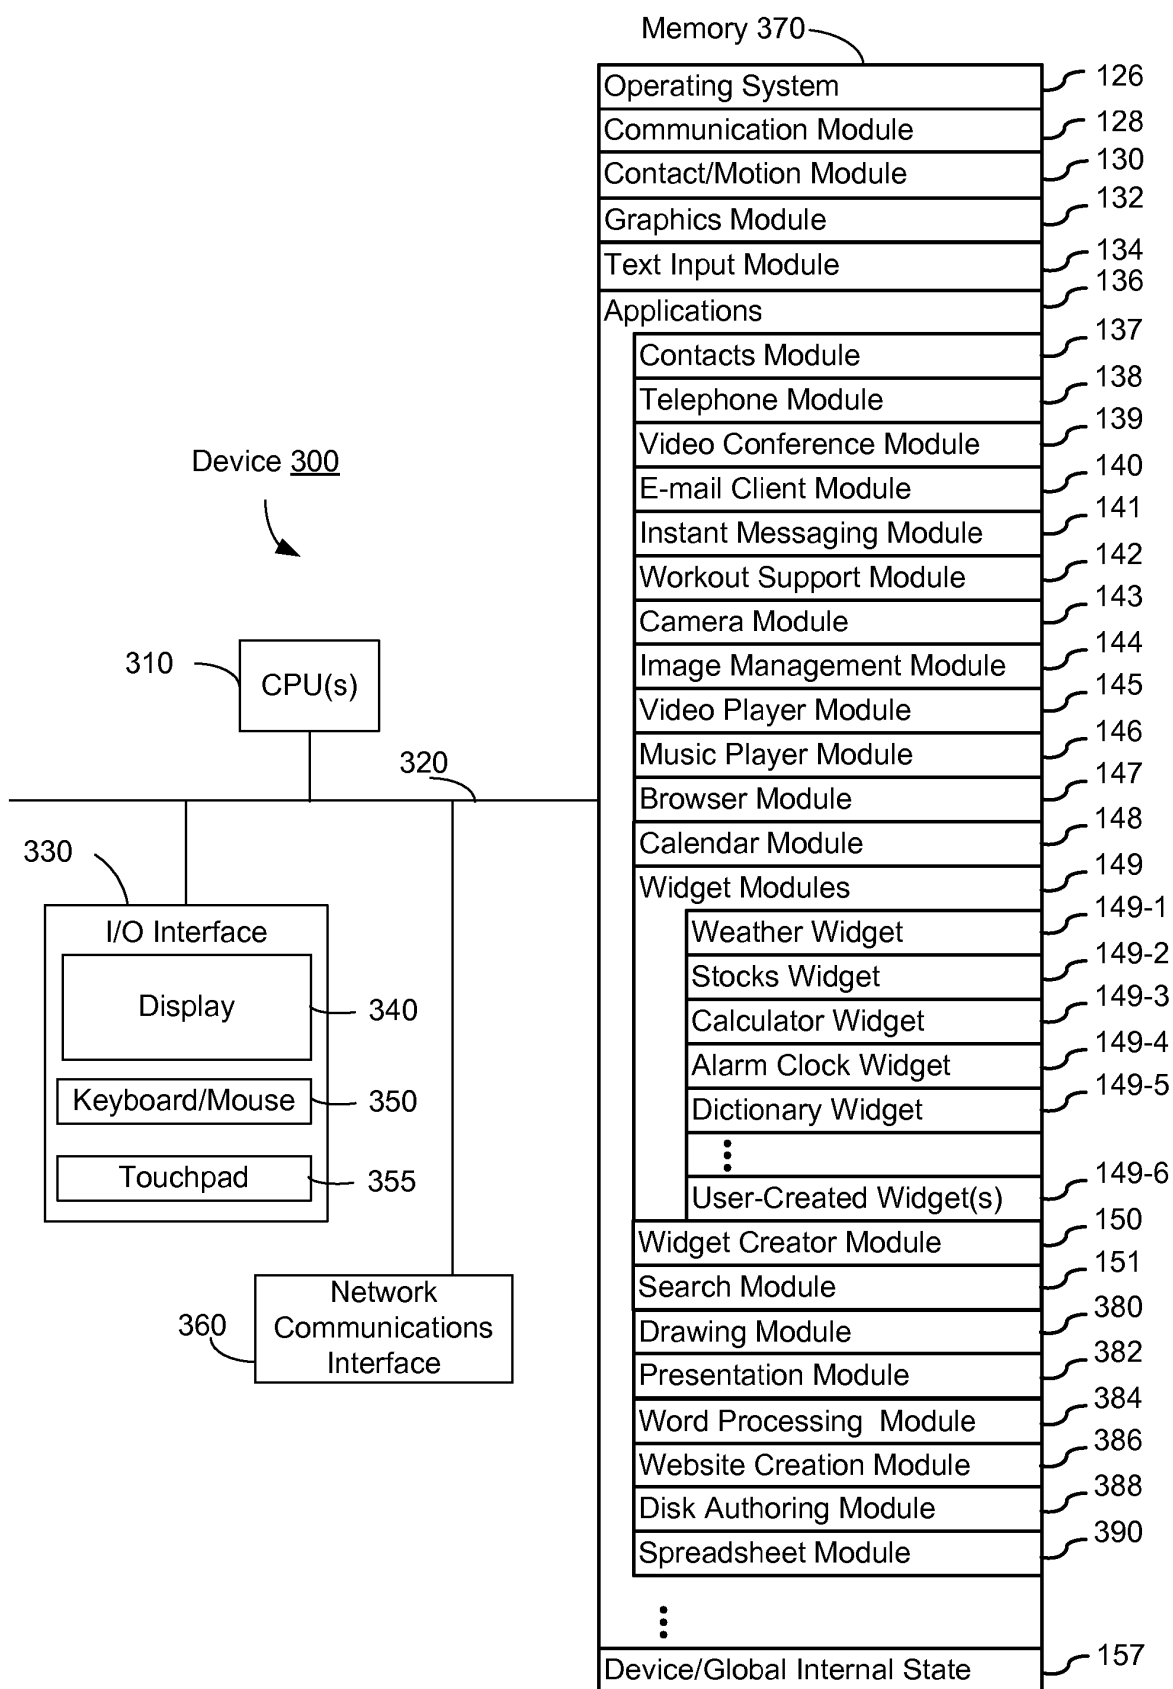 Memory 370
Operating System 126
Communication Module 128
Contact/Motion Module 130
Graphics Module 132
Text Input Module 134
Applications 136
Contacts Module 137
Telephone Module 138
Video Conference Module 139
E-mail Client Module 140
Instant Messaging Module 141
Workout Support Module 142
Camera Module 143
Image Management Module 144
Video Player Module 145
Music Player Module 146
Browser Module 147
Calendar Module 148
Widget Modules 149
Weather Widget 149-1
Stocks Widget 149-2
Calculator Widget 149-3
Alarm Clock Widget 149-4
Dictionary Widget 149-5
User-Created Widget(s) 149-6
Widget Creator Module 150
Search Module 151
Drawing Module 380
Presentation Module 382
Word Processing Module 384
Website Creation Module 386
Disk Authoring Module 388
Spreadsheet Module 390
Device/Global Internal State 157
Device 300
310 CPU(s)
320
330
I/O Interface
Display 340
Keyboard/Mouse 350
Touchpad 355
360
Network
Communications
Interface